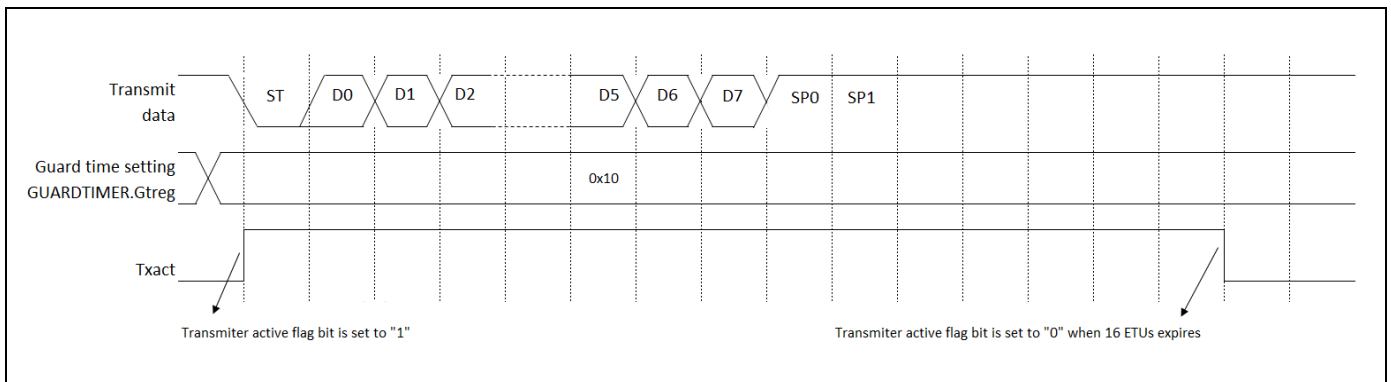 Transmit
data
ST D0 D1 D2 D5 D6 D7 SP0 SP1
Guard time setting
GUARDTIMER.Gtreg
0x10
Txact
Transmiter active flag bit is set to "1"
Transmiter active flag bit is set to "0" when 16 ETUs expires